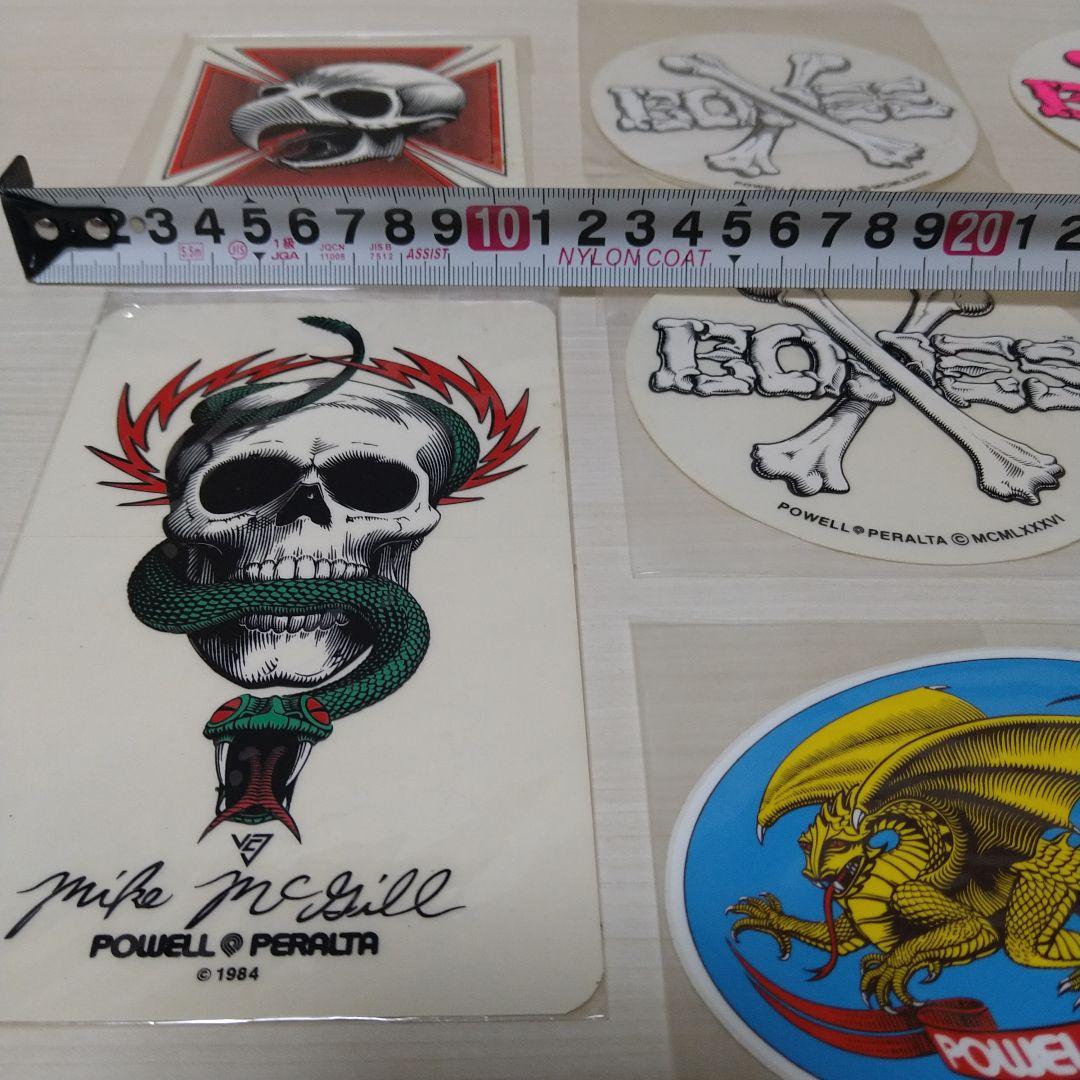 BONES
POWELL
MCMLXXXVI
2 3 4 5 6 7 8 9 10 1 2 3 4 5 6 7 8 9 20 1 2
5.5m JIS 1級 JGA JQCN 11008 JIS B 7512 ASSIST NYLON COAT
BONES
POWELL PERALTA © MCMLXXXVI
Mike McGill
POWELL PERALTA
© 1984
POWEL